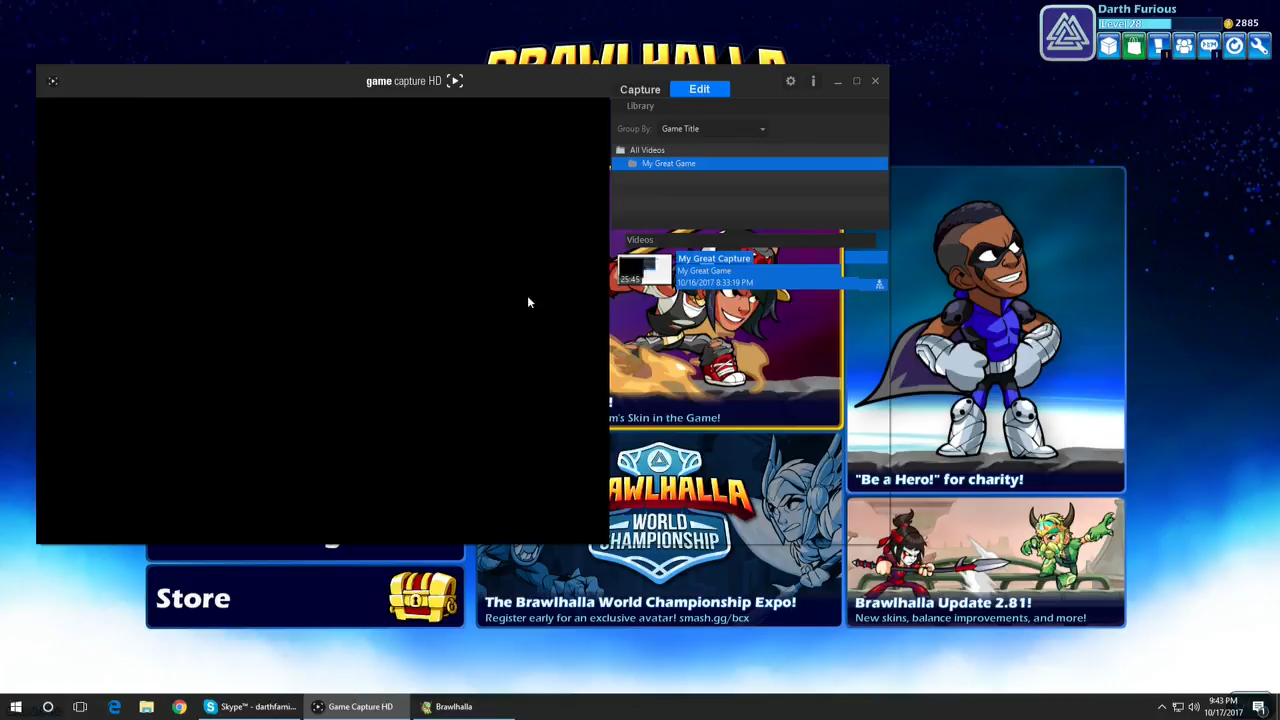 Darth Furious
Level 28
2885
BRAWLHALLA
game capture HD
Capture
Edit
Library
Group By: Game Title
All Videos
My Great Game
Videos
25:45
My Great Capture
My Great Game
10/16/2017 8:33:19 PM
m's Skin in the Game!
"Be a Hero!" for charity!
AWLHALLA
WORLD
CHAMPIONSHIP
Store
The Brawlhalla World Championship Expo!
Register early for an exclusive avatar! smash.gg/bcx
Brawlhalla Update 2.81!
New skins, balance improvements, and more!
Skype™ - darthfami...
Game Capture HD
Brawlhalla
9:43 PM
10/17/2017